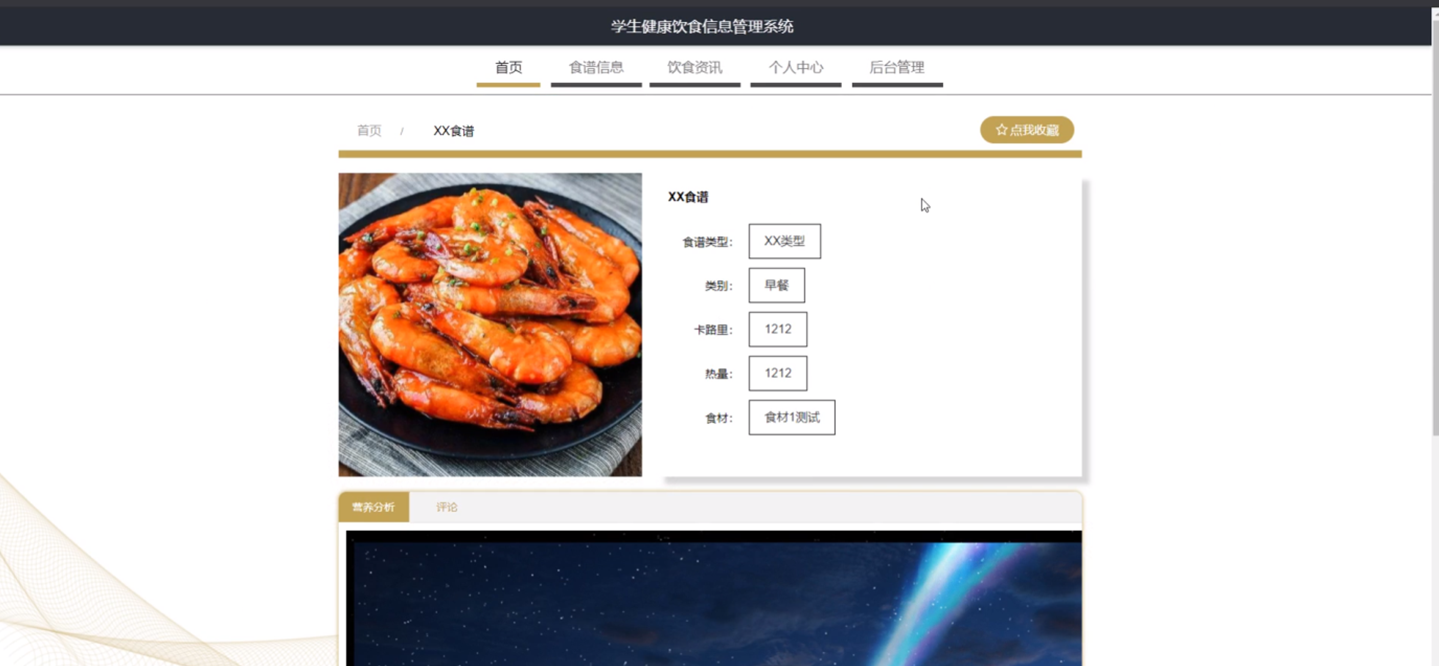 学生健康饮食信息管理系统
首页 食谱信息 饮食资讯 个人中心 后台管理
首页 / XX食谱 ☆点我收藏
XX食谱
食谱类型： XX类型
类别： 早餐
卡路里： 1212
热量： 1212
食材： 食材1测试
营养分析 评论